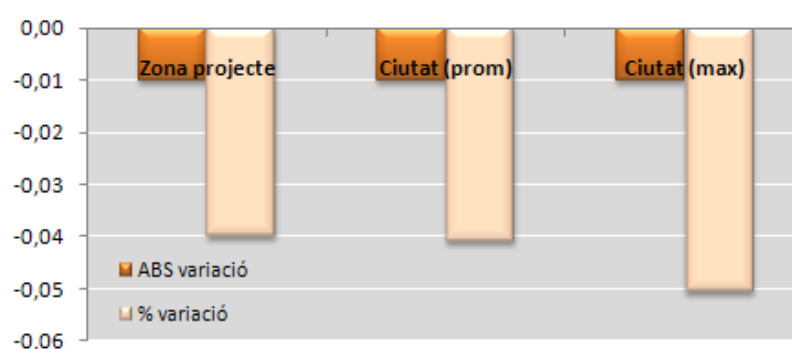 0,00
Zona projecte Ciutat (prom) Ciutat (max)
-0,01
-0,02
-0,03
-0,04
ABS variació
-0,05
% variació
-0,06